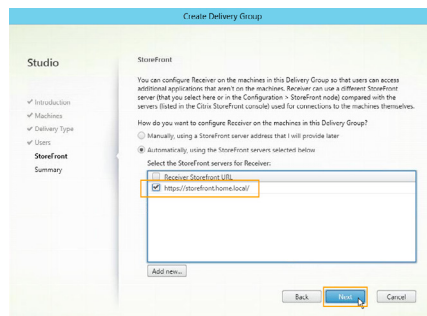 Create Delivery Group
Studio
Introduction
Machines
Delivery Type
Users
StoreFront
Summary
StoreFront
You can configure Receiver on the machines in this Delivery Group so that users can access
additional applications that aren't on the machines. Receiver can use a different StoreFront
server (that you select here or in the Configuration > StoreFront node) compared with the
servers (listed in the Citrix StoreFront console) used for connections to the machines themselves.
How do you want to configure Receiver on the machines in this Delivery Group?
Manually, using a StoreFront server address that I will provide later
Automatically, using the StoreFront servers selected below
Select the StoreFront servers for Receiver:
Receiver Storefront URL
https://storefront.home.local/
Add new...
Back
Next
Cancel